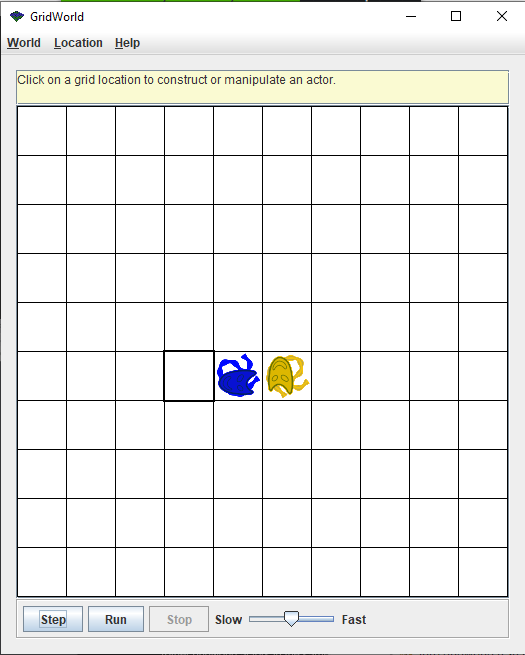 GridWorld
World Location Help
Click on a grid location to construct or manipulate an actor.
Step Run Stop Slow Fast